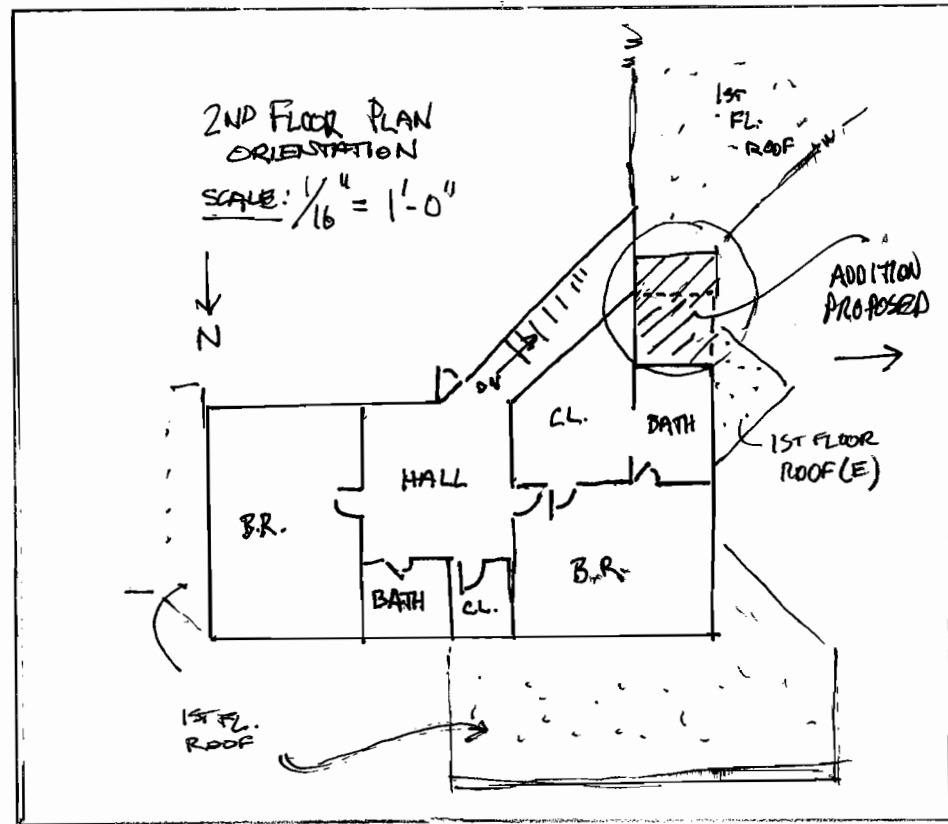 2ND FLOOR PLAN
ORIENTATION
SCALE: 1/16" = 1'-0"
N
1ST
FL.
ROOF
ADDITION
PROPOSED
DN
CL.
BATH
1ST FLOOR
ROOF (E)
HALL
B.R.
B.R.
BATH
CL.
1ST FL.
ROOF